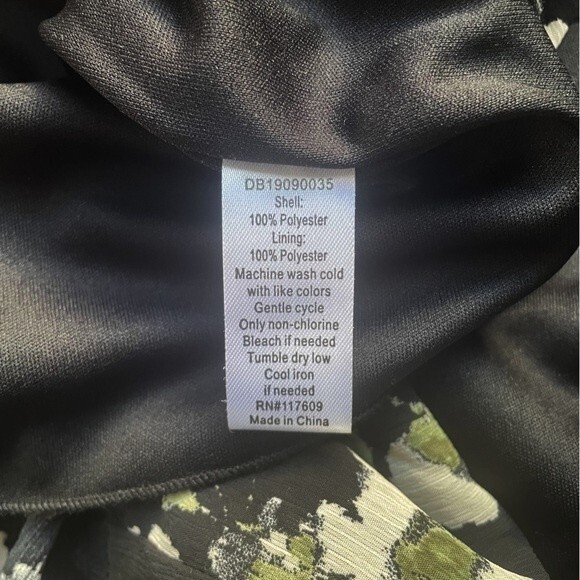 DB19090035
Shell:
100% Polyester
Lining:
100% Polyester
Machine wash cold
with like colors
Gentle cycle
Only non-chlorine
Bleach if needed
Tumble dry low
Cool iron
if needed
RN#117609
Made in China